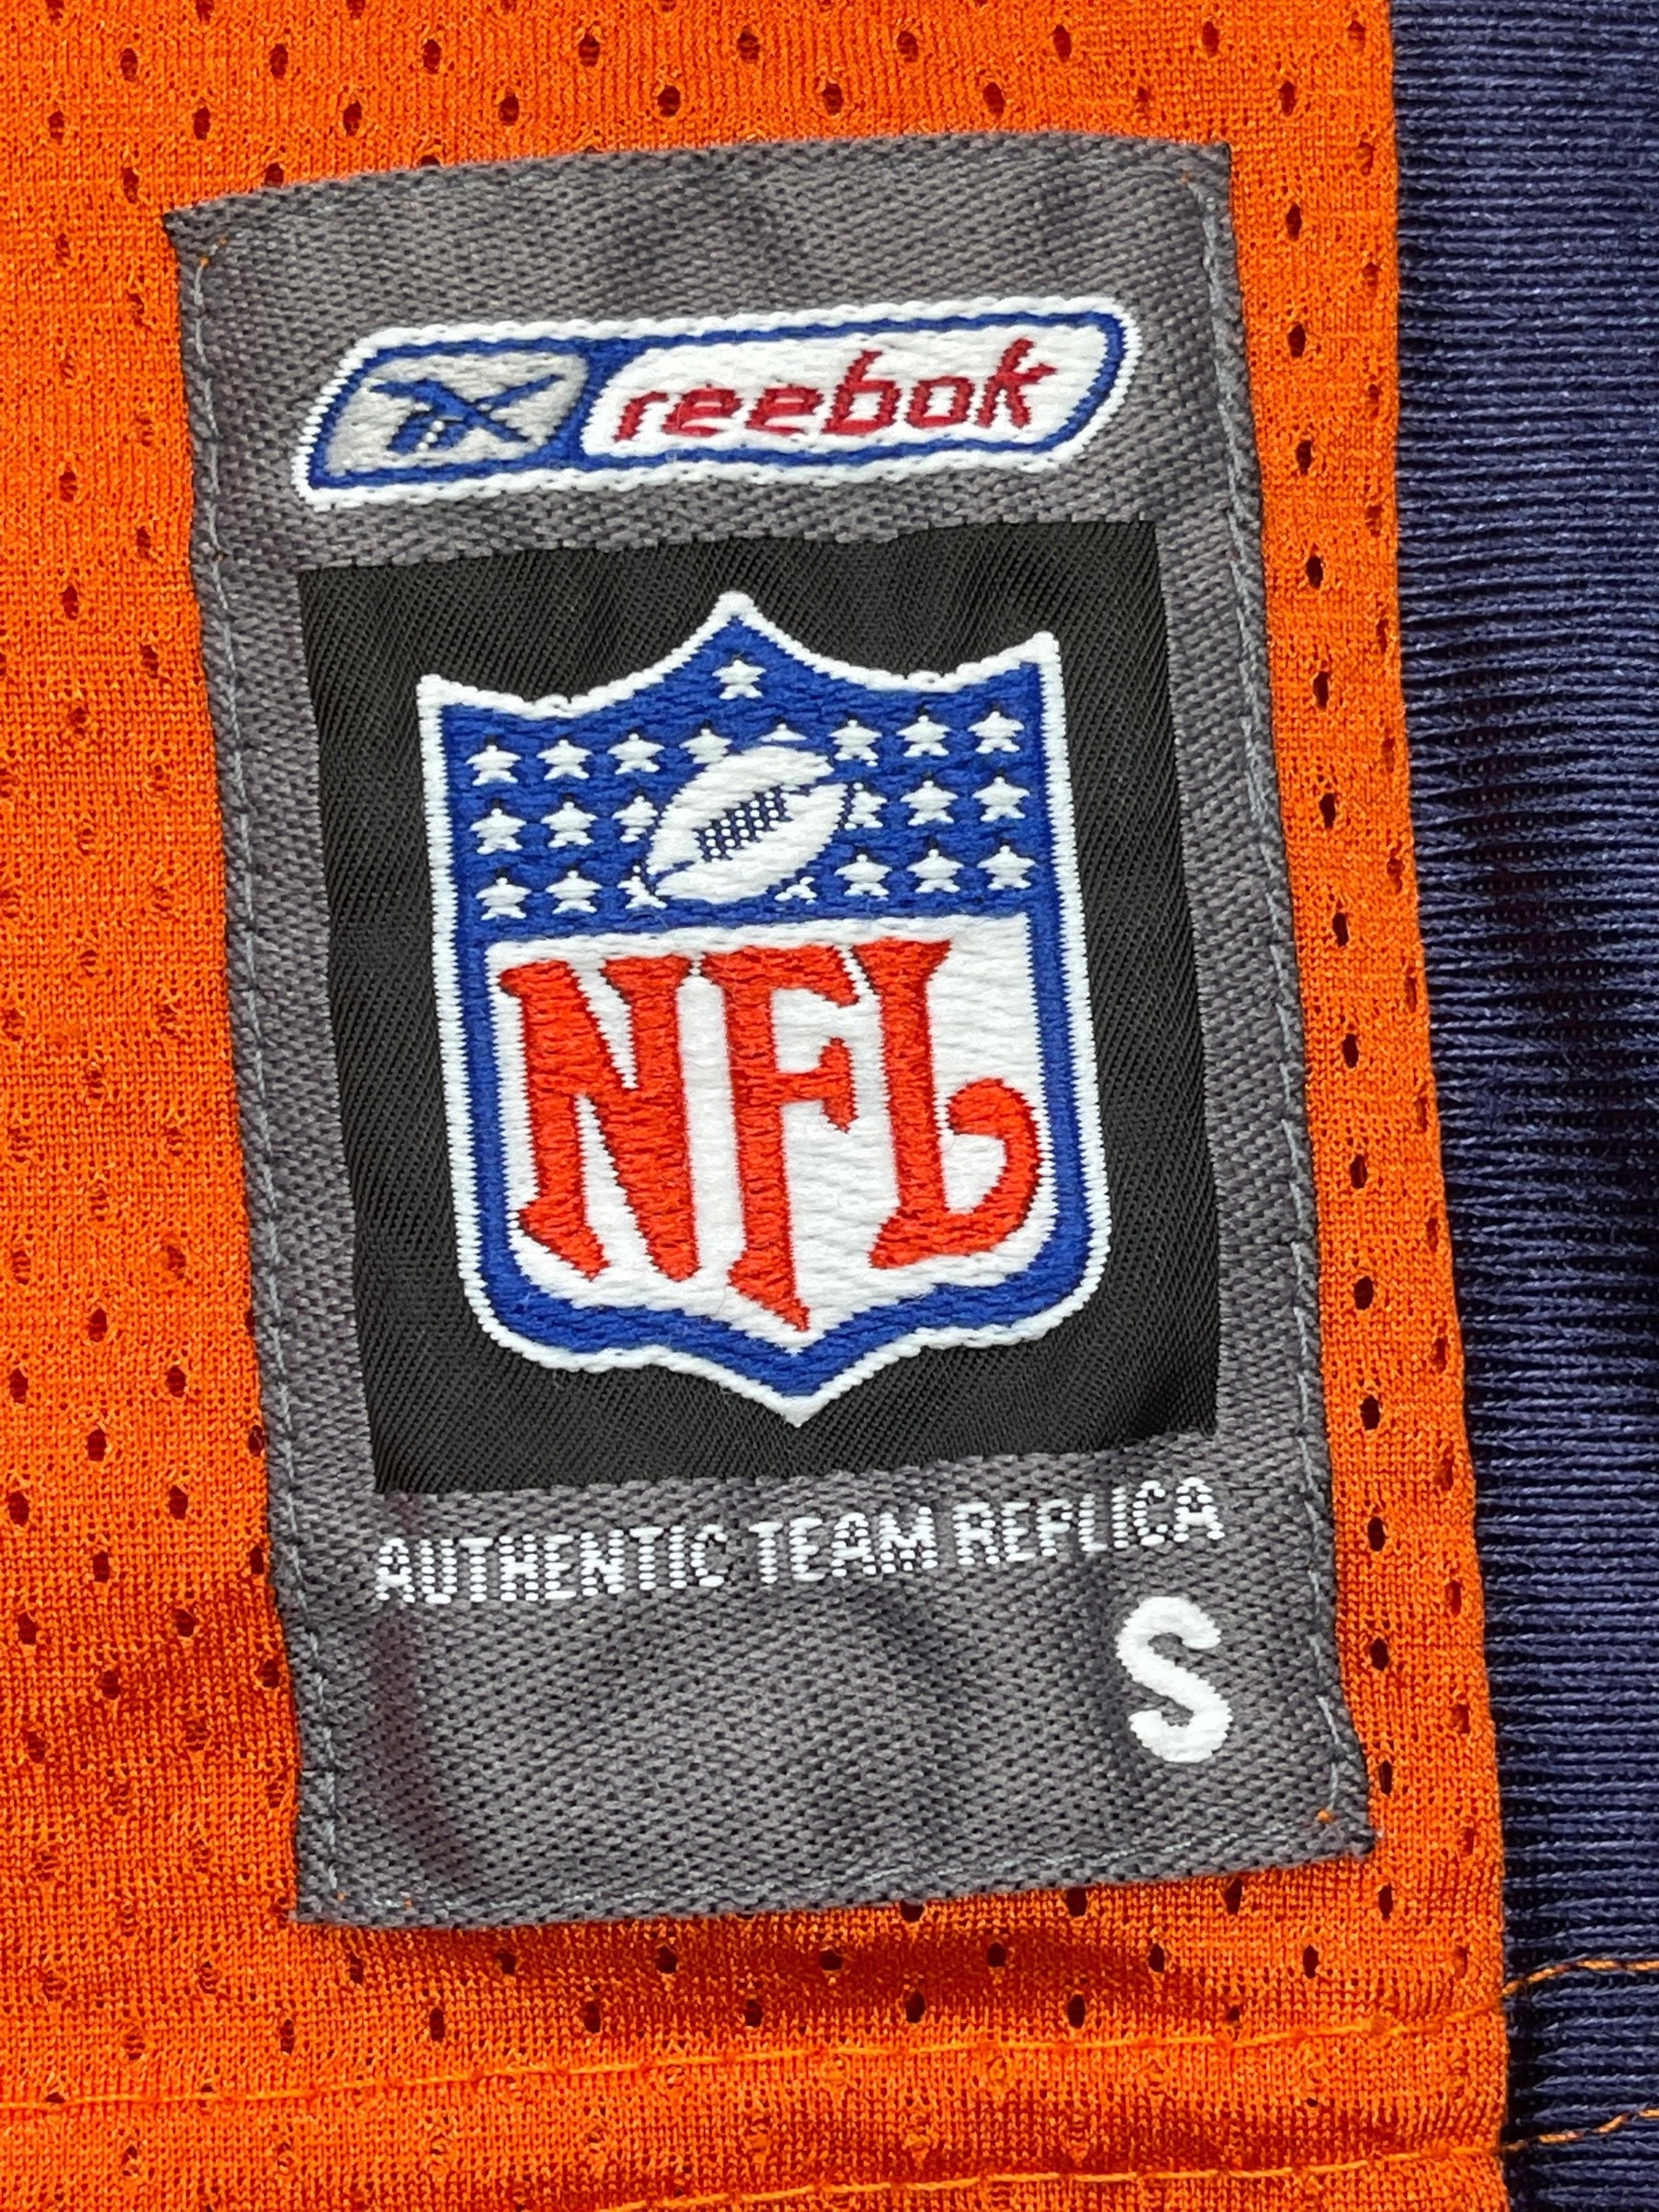 reebok
NFL
AUTHENTIC TEAM REPLICA
S